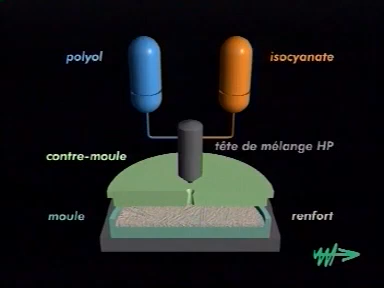 polyol
isocyanate
tête de mélange HP
contre-moule
moule
renfort